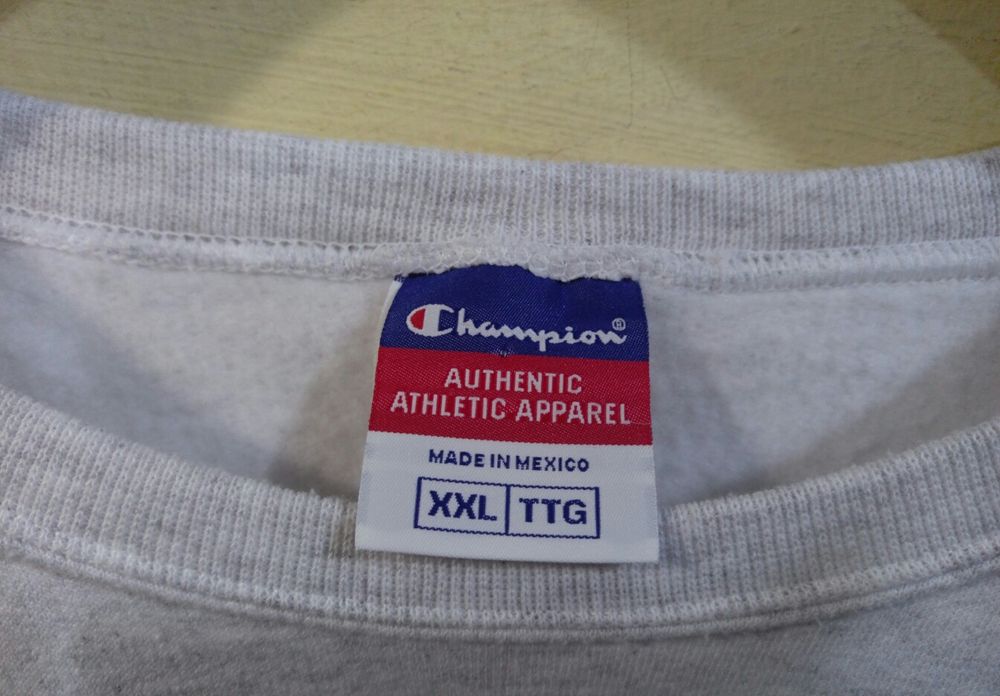 Champion®
AUTHENTIC
ATHLETIC APPAREL
MADE IN MEXICO
XXL TTG